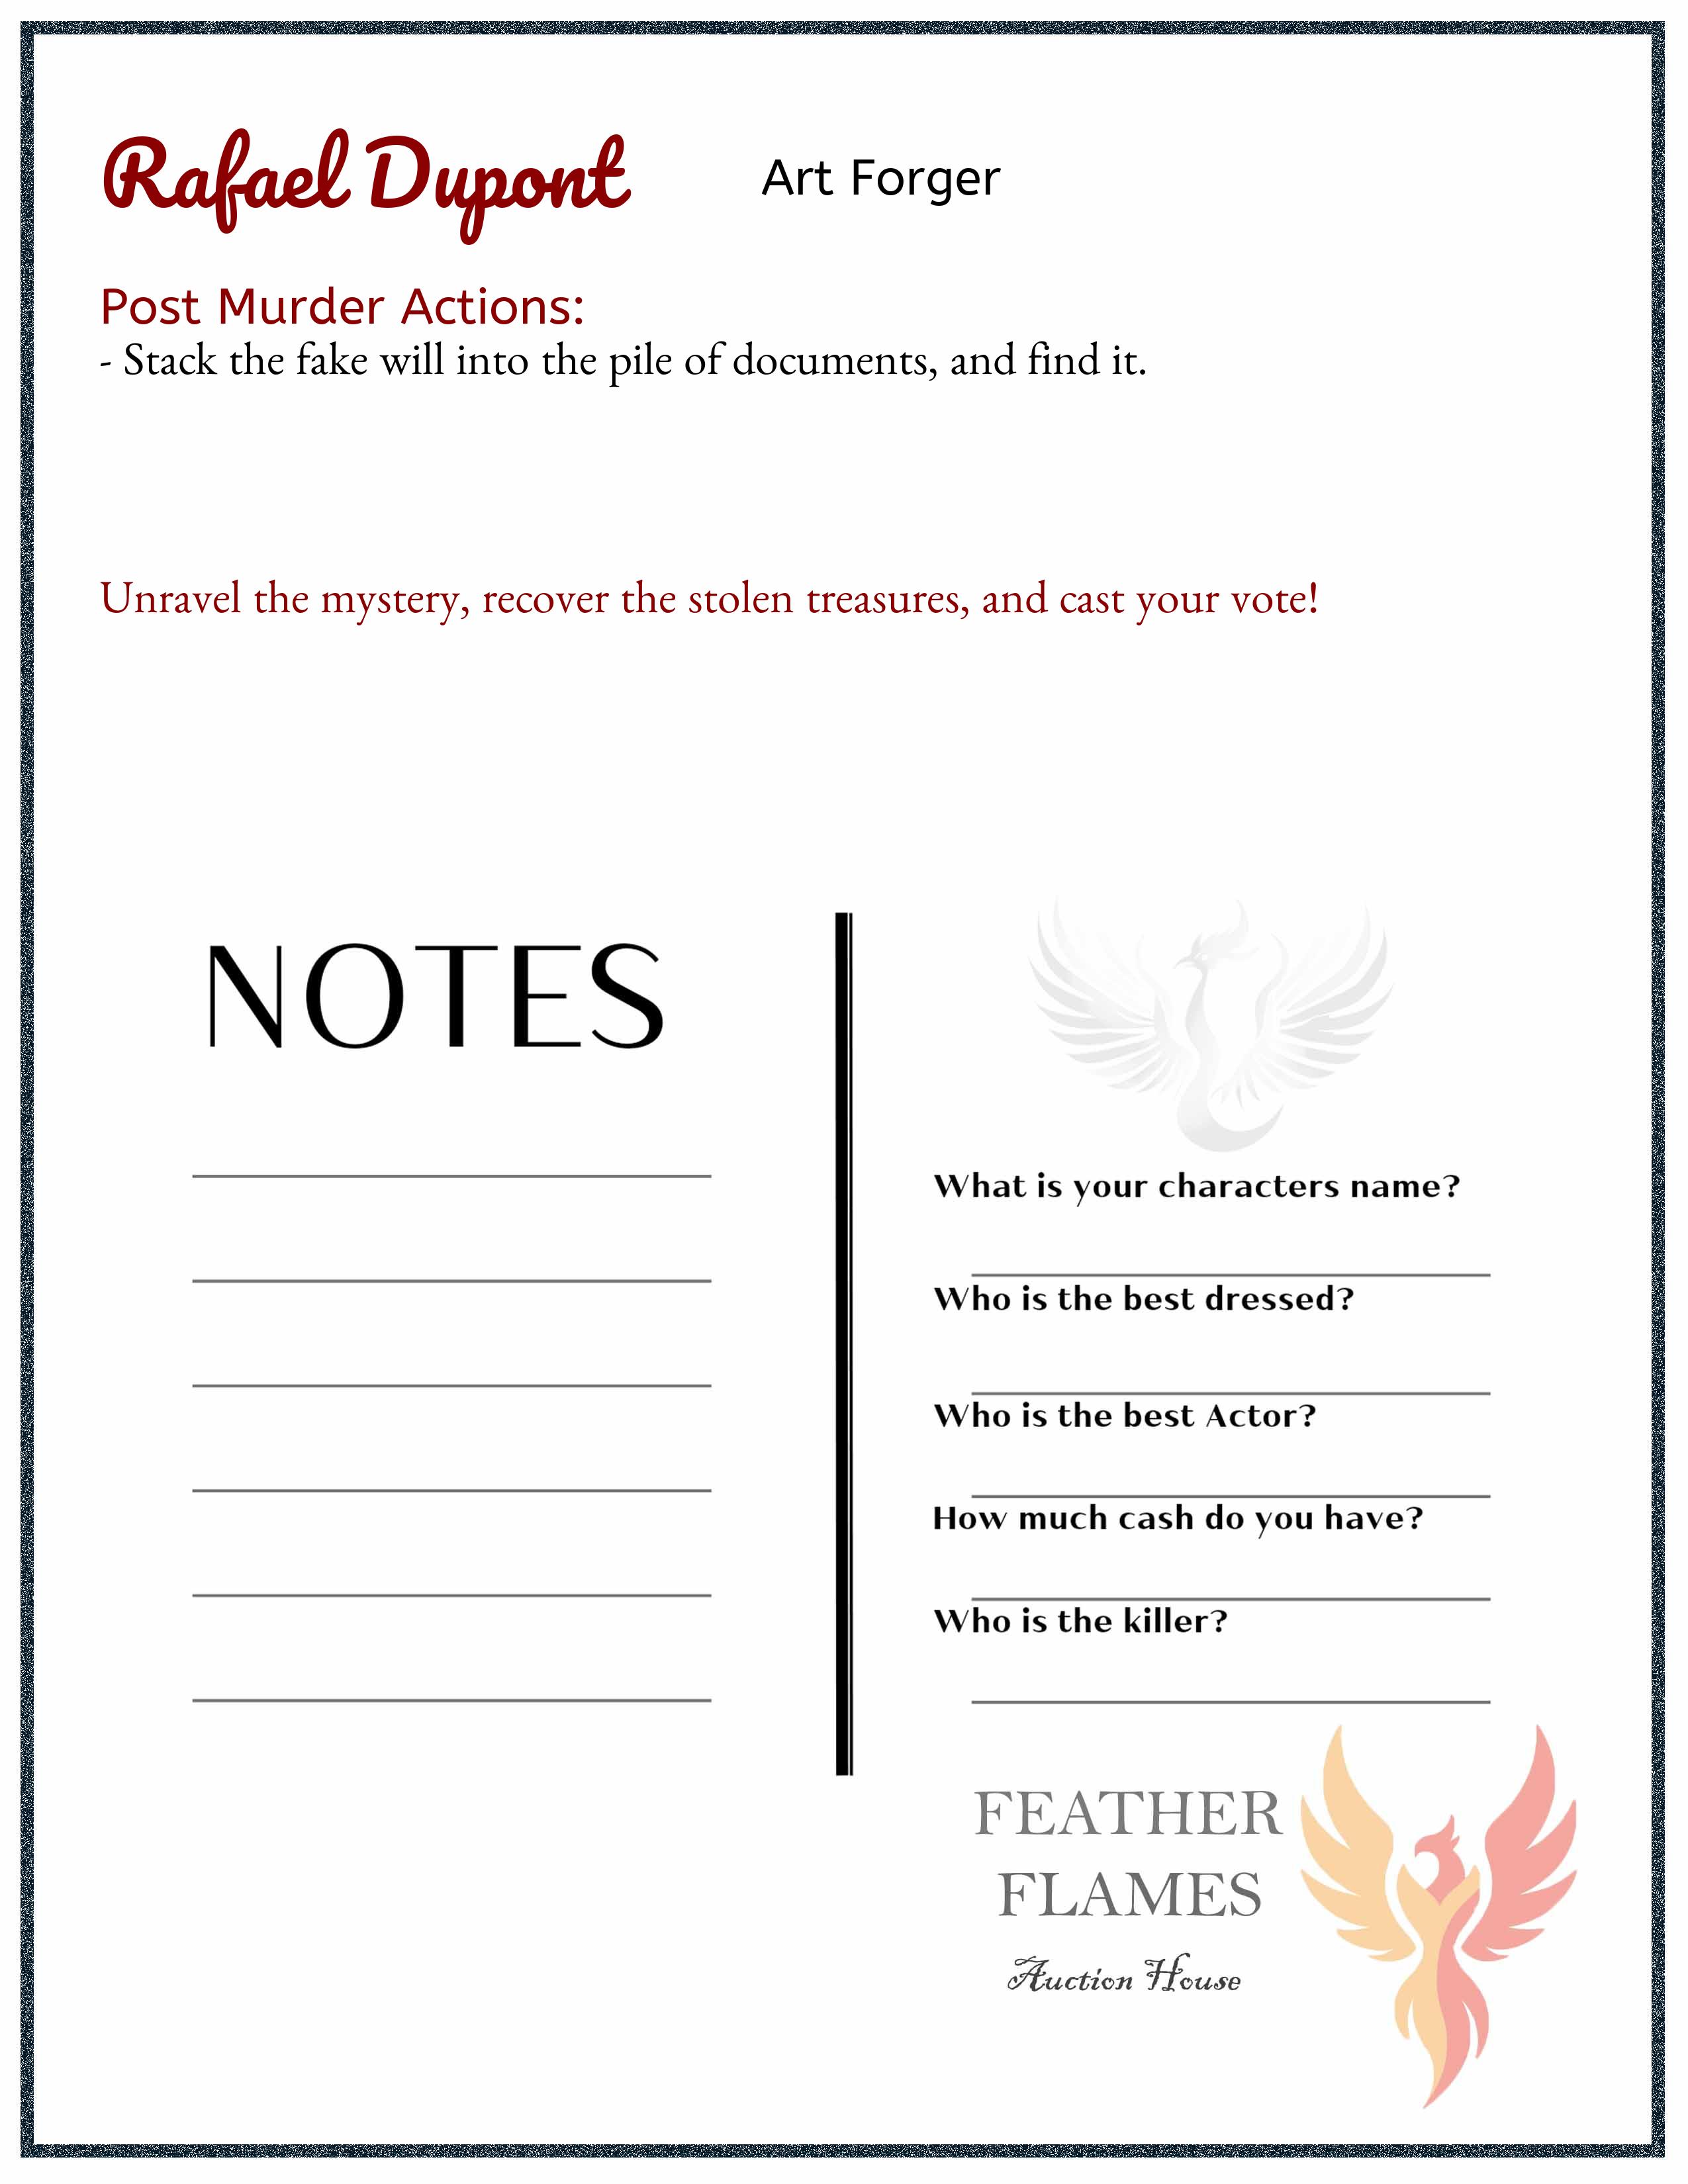 Rafael Dupont
Art Forger
Post Murder Actions:
- Stack the fake will into the pile of documents, and find it.
Unravel the mystery, recover the stolen treasures, and cast your vote!
NOTES
What is your characters name?
Who is the best dressed?
Who is the best Actor?
How much cash do you have?
Who is the killer?
FEATHER
FLAMES
Auction House